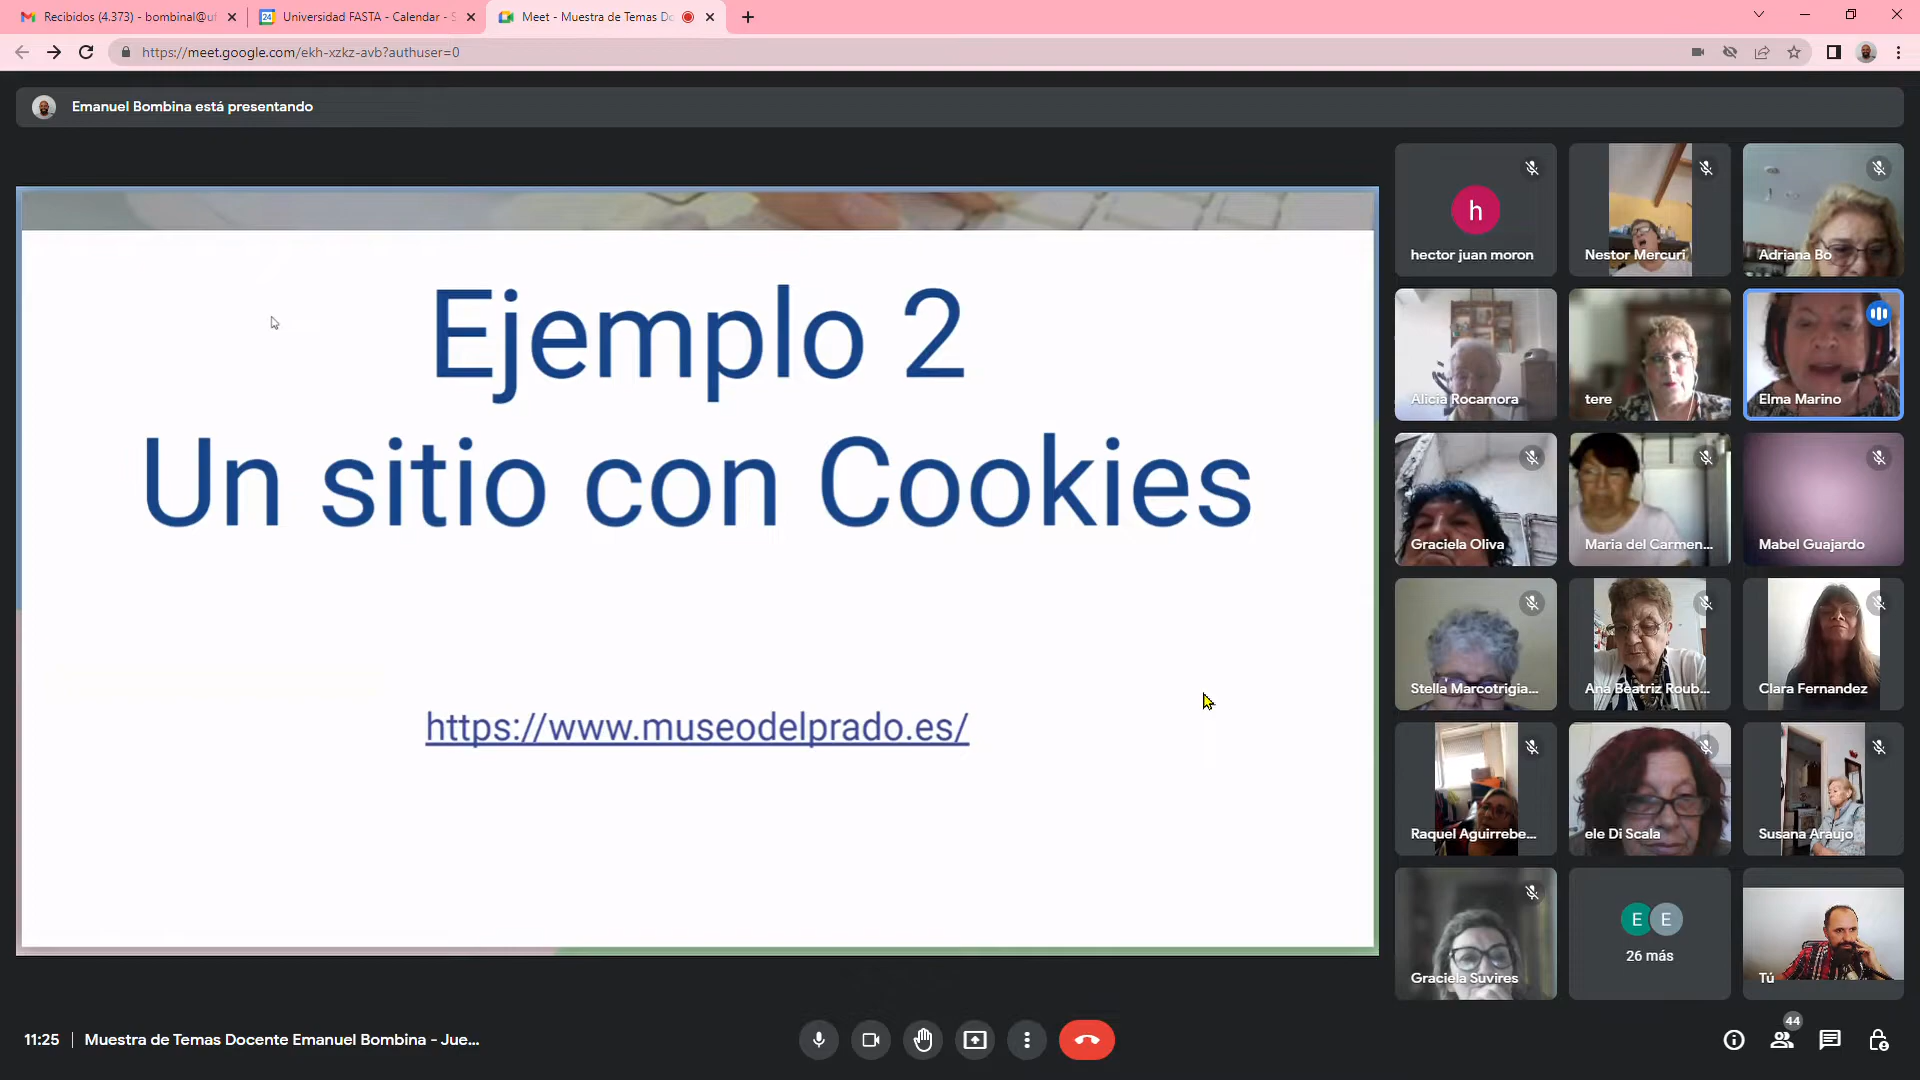 Recibidos (4.373) - bombinal@uf
Universidad FASTA - Calendar - S
Meet - Muestra de Temas Do
https://meet.google.com/ekh-xzkz-avb?authuser=0
Emanuel Bombina está presentando
Ejemplo 2
Un sitio con Cookies
https://www.museodelprado.es/
h
hector juan moron
Nestor Mercuri
Adriana Bo
Alicia Rocamora
tere
Elma Marino
Graciela Oliva
Maria del Carmen...
Mabel Guajardo
Stella Marcotrigia...
Ana Beatriz Roub...
Clara Fernandez
Raquel Aguirrebe...
ele Di Scala
Susana Araujo
Graciela Suvires
E E
26 más
Tú
11:25 | Muestra de Temas Docente Emanuel Bombina - Jue...
44